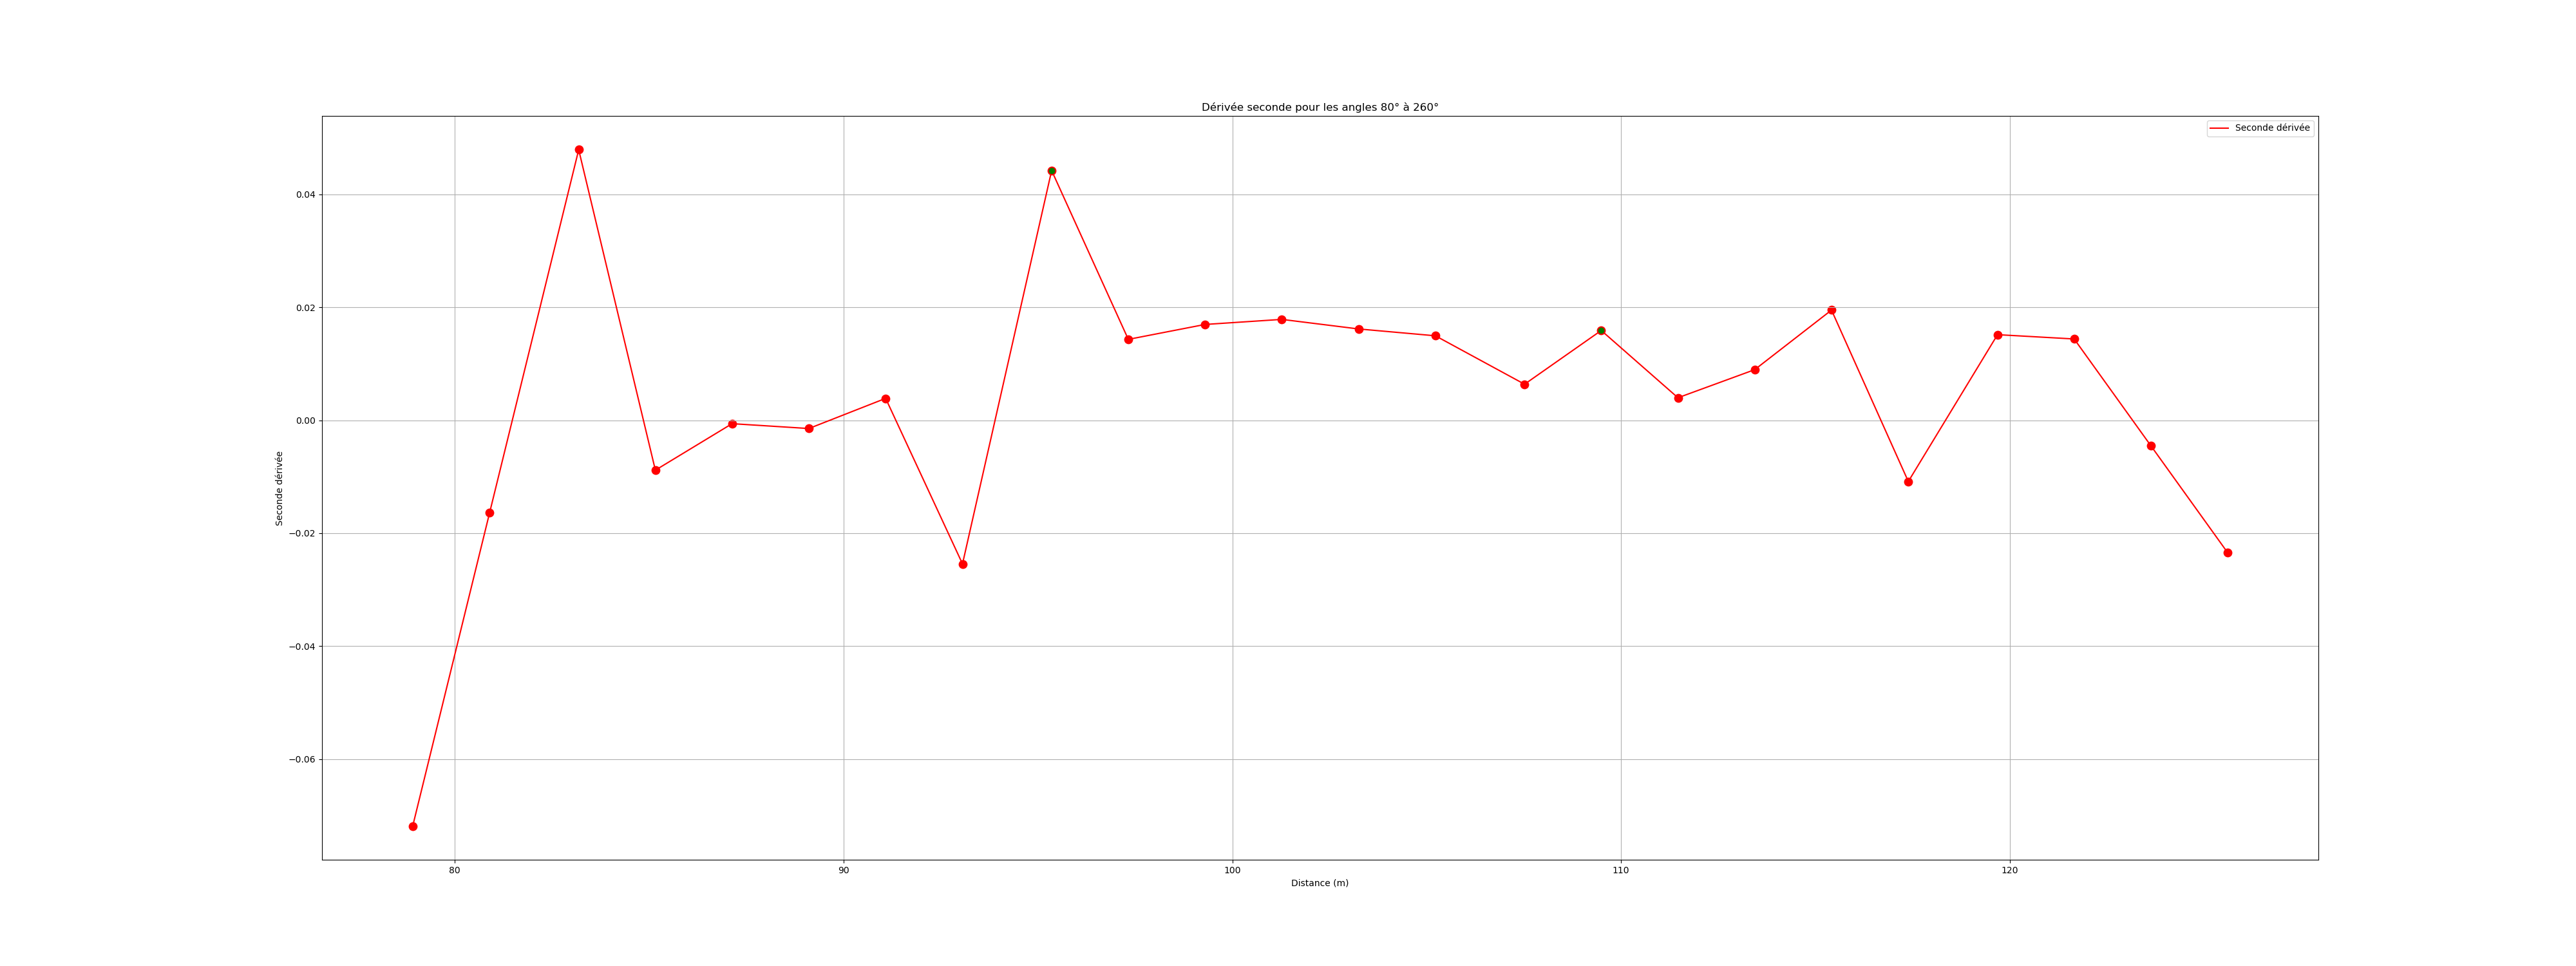 Dérivée seconde pour les angles 80° à 260°
Seconde dérivée
0.04
0.02
0.00
−0.02
−0.04
−0.06
Seconde dérivée
80 90 100 110 120
Distance (m)